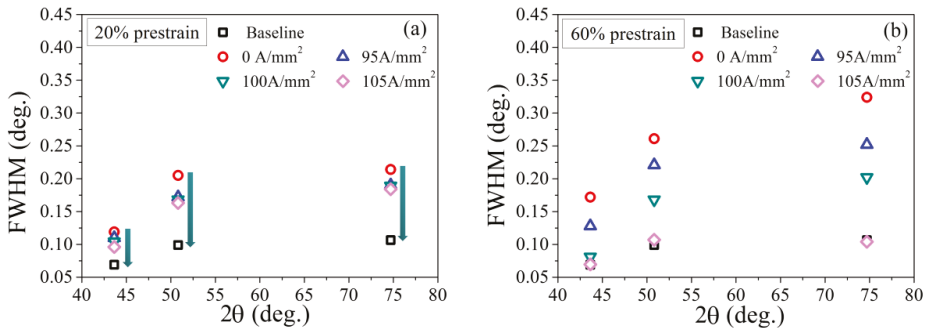 20% prestrain
(a)
Baseline
0 A/mm²
95A/mm²
100A/mm²
105A/mm²
FWHM (deg.)
0.45
0.40
0.35
0.30
0.25
0.20
0.15
0.10
0.05
40 45 50 55 60 65 70 75 80
2θ (deg.)
60% prestrain
(b)
Baseline
0 A/mm²
95A/mm²
100A/mm²
105A/mm²
FWHM (deg.)
0.45
0.40
0.35
0.30
0.25
0.20
0.15
0.10
0.05
40 45 50 55 60 65 70 75 80
2θ (deg.)